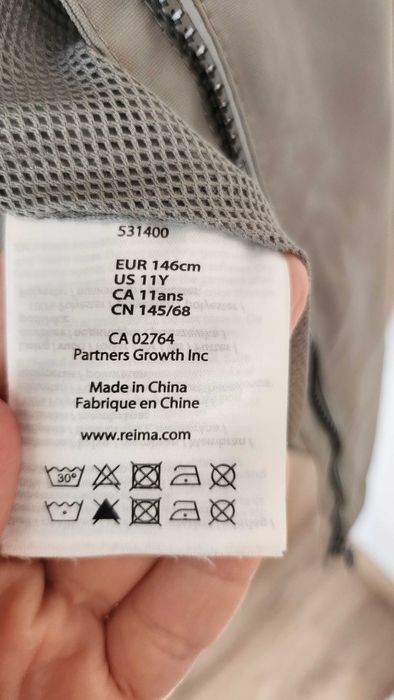 531400
EUR 146cm
US 11Y
CA 11ans
CN 145/68
CA 02764
Partners Growth Inc
Made in China
Fabrique en Chine
www.reima.com
30°